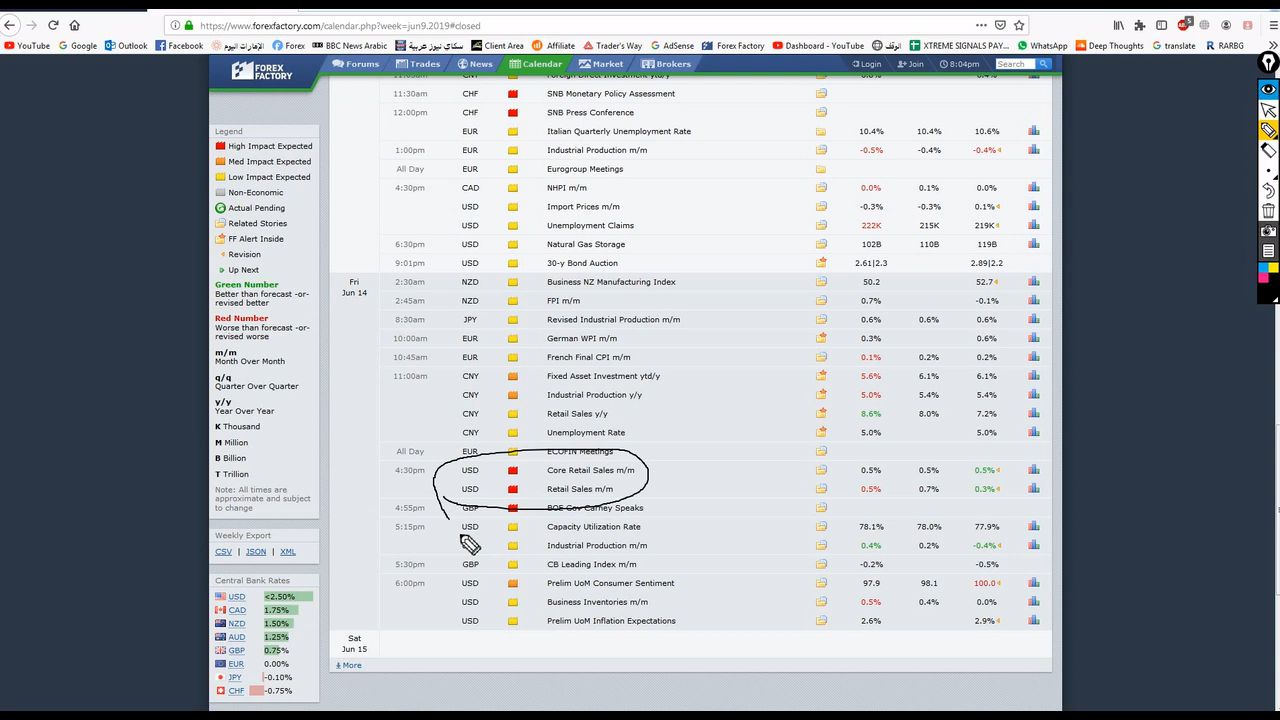 https://www.forexfactory.com/calendar.php?week=jun9.2019#closed
YouTube Google Outlook Facebook الإمارات اليوم Forex BBC News Arabic سكاي نيوز عربية Client Area Affiliate Trader's Way AdSense Forex Factory Dashboard - YouTube الوقف XTREME SIGNALS PAY... WhatsApp Deep Thoughts translate RARBG
FOREX FACTORY
Forums Trades News Calendar Market Brokers Login Join 8:04pm Search
Legend
High Impact Expected
Med Impact Expected
Low Impact Expected
Non-Economic
Actual Pending
Related Stories
FF Alert Inside
Revision
Up Next
Green Number
Better than forecast -or-
revised better
Red Number
Worse than forecast -or-
revised worse
m/m
Month Over Month
q/q
Quarter Over Quarter
y/y
Year Over Year
K Thousand
M Million
B Billion
T Trillion
Note: All times are
approximate and subject
to change
Weekly Export
CSV | JSON | XML
Central Bank Rates
USD <2.50%
CAD 1.75%
NZD 1.50%
AUD 1.25%
GBP 0.75%
EUR 0.00%
JPY -0.10%
CHF -0.75%
Foreign Direct Investment ytd/y
11:30am CHF SNB Monetary Policy Assessment
12:00pm CHF SNB Press Conference
EUR Italian Quarterly Unemployment Rate 10.4% 10.4% 10.6%
1:00pm EUR Industrial Production m/m -0.5% -0.4% -0.4%
All Day EUR Eurogroup Meetings
4:30pm CAD NHPI m/m 0.0% 0.1% 0.0%
USD Import Prices m/m -0.3% -0.3% 0.1%
USD Unemployment Claims 222K 215K 219K
6:30pm USD Natural Gas Storage 102B 110B 119B
9:01pm USD 30-y Bond Auction 2.61|2.3 2.89|2.2
Fri
Jun 14
2:30am NZD Business NZ Manufacturing Index 50.2 52.7
2:45am NZD FPI m/m 0.7% -0.1%
8:30am JPY Revised Industrial Production m/m 0.6% 0.6% 0.6%
10:00am EUR German WPI m/m 0.3% 0.6%
10:45am EUR French Final CPI m/m 0.1% 0.2% 0.2%
11:00am CNY Fixed Asset Investment ytd/y 5.6% 6.1% 6.1%
CNY Industrial Production y/y 5.0% 5.4% 5.4%
CNY Retail Sales y/y 8.6% 8.0% 7.2%
CNY Unemployment Rate 5.0% 5.0%
All Day EUR ECOFIN Meetings
4:30pm USD Core Retail Sales m/m 0.5% 0.5% 0.5%
USD Retail Sales m/m 0.5% 0.7% 0.3%
4:55pm GBP BOE Gov Carney Speaks
5:15pm USD Capacity Utilization Rate 78.1% 78.0% 77.9%
Industrial Production m/m 0.4% 0.2% -0.4%
5:30pm GBP CB Leading Index m/m -0.2% -0.5%
6:00pm USD Prelim UoM Consumer Sentiment 97.9 98.1 100.0
USD Business Inventories m/m 0.5% 0.4% 0.0%
USD Prelim UoM Inflation Expectations 2.6% 2.9%
Sat
Jun 15
More